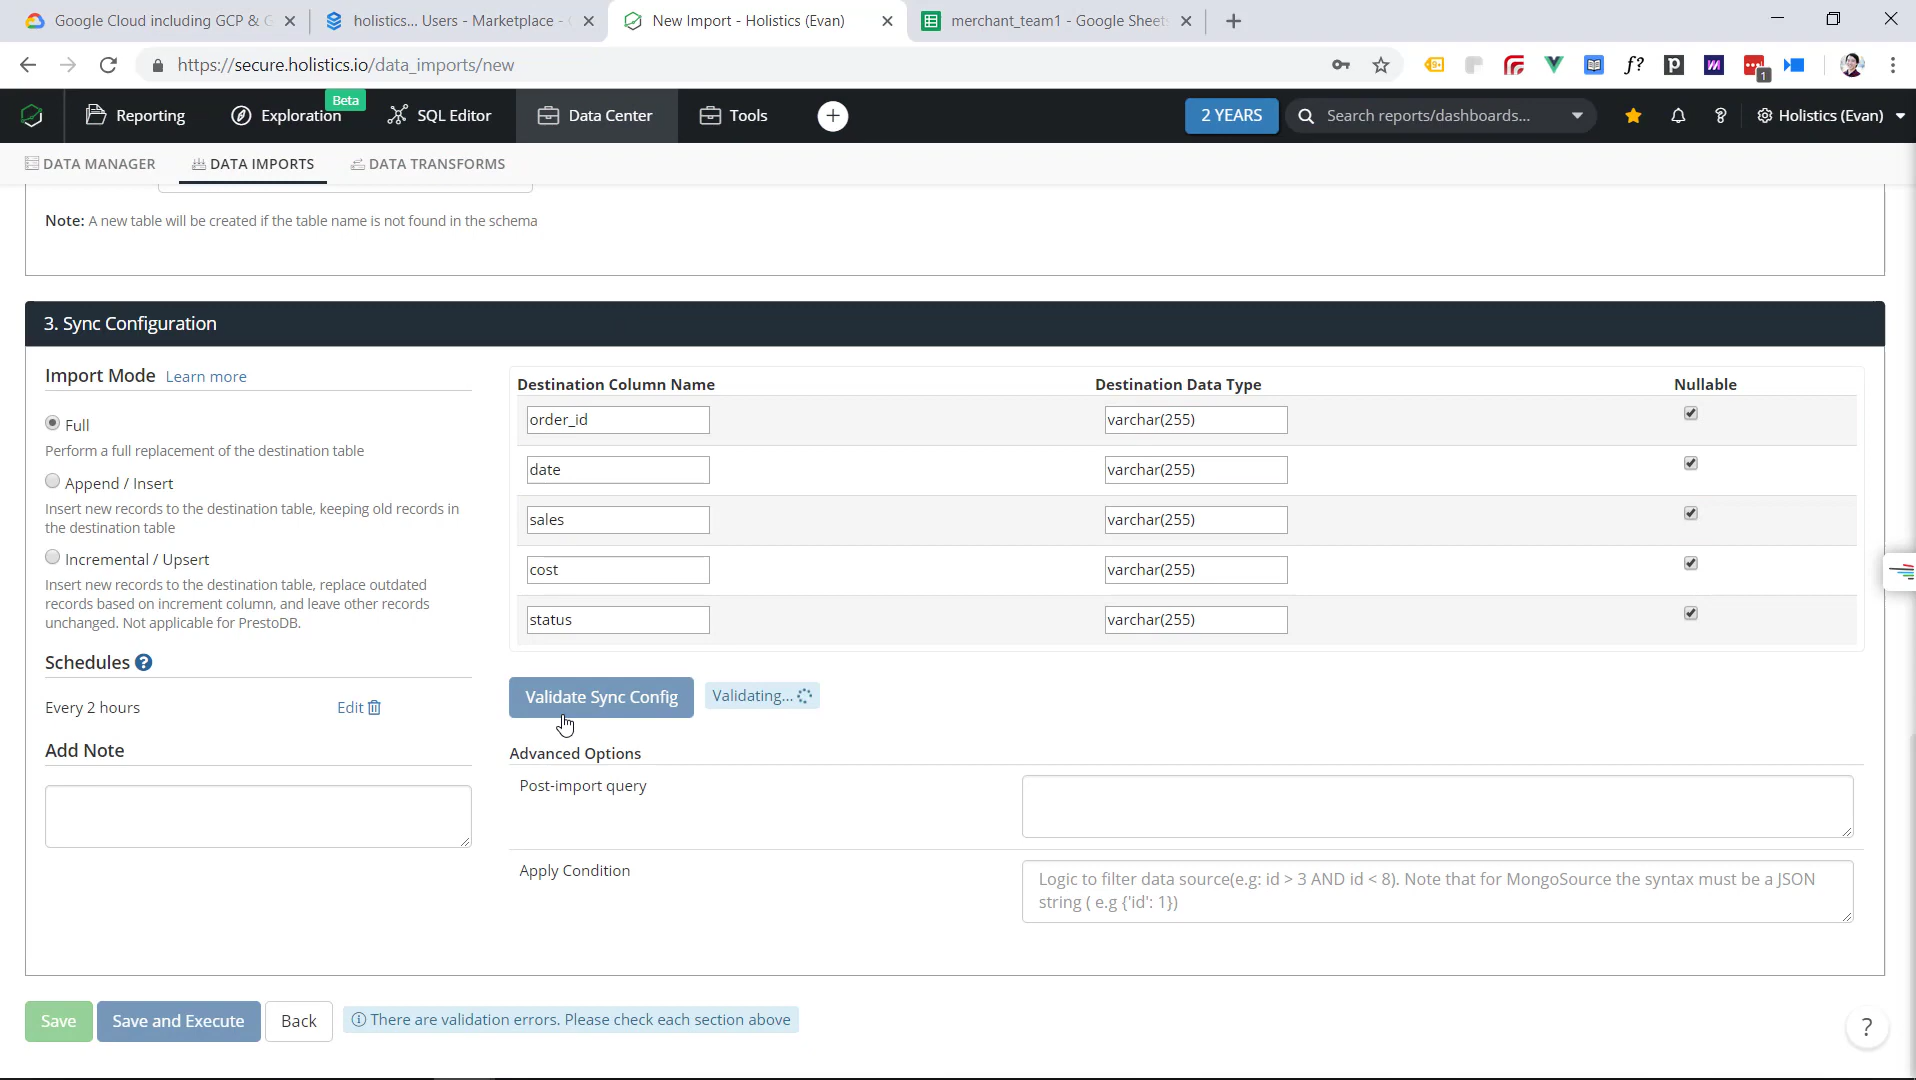 Google Cloud including GCP & G
holistics... Users - Marketplace -
New Import - Holistics (Evan)
merchant_team1 - Google Sheets
https://secure.holistics.io/data_imports/new
Reporting
Exploration
Beta
SQL Editor
Data Center
Tools
2 YEARS
Search reports/dashboards...
Holistics (Evan)
DATA MANAGER
DATA IMPORTS
DATA TRANSFORMS
Note: A new table will be created if the table name is not found in the schema
3. Sync Configuration
Import Mode Learn more
Full
Perform a full replacement of the destination table
Append / Insert
Insert new records to the destination table, keeping old records in
the destination table
Incremental / Upsert
Insert new records to the destination table, replace outdated
records based on increment column, and leave other records
unchanged. Not applicable for PrestoDB.
Schedules ?
Every 2 hours Edit
Add Note
Destination Column Name Destination Data Type Nullable
order_id varchar(255)
date varchar(255)
sales varchar(255)
cost varchar(255)
status varchar(255)
Validate Sync Config Validating...
Advanced Options
Post-import query
Apply Condition
Logic to filter data source(e.g: id > 3 AND id < 8). Note that for MongoSource the syntax must be a JSON
string ( e.g {'id': 1})
Save Save and Execute Back There are validation errors. Please check each section above
?